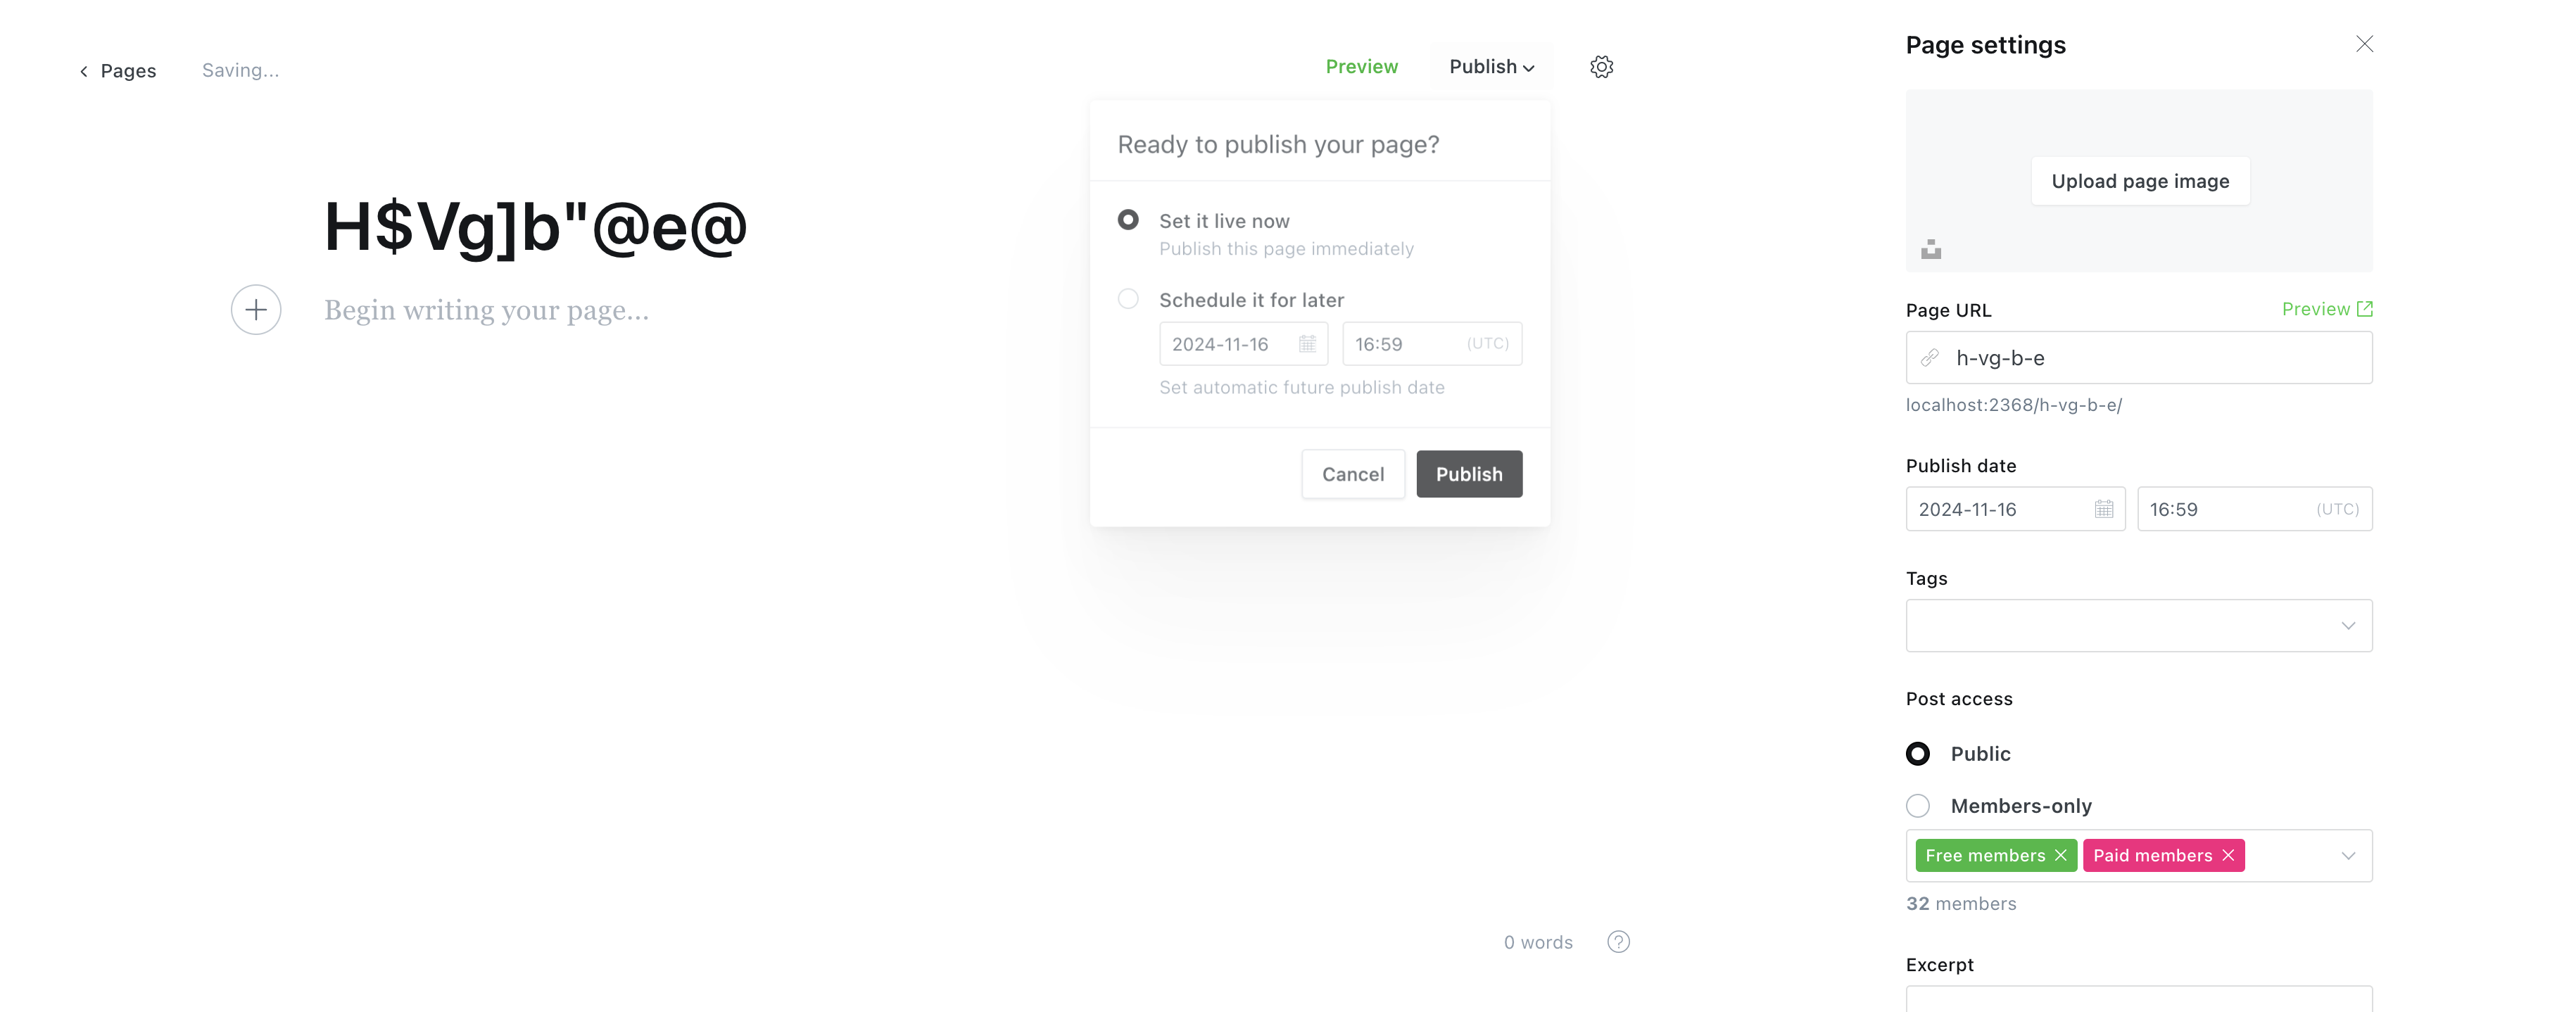 Pages
Saving...
Preview
Publish
H$Vg]b"@e@
Begin writing your page...
Ready to publish your page?
Set it live now
Publish this page immediately
Schedule it for later
2024-11-16
16:59
(UTC)
Set automatic future publish date
Cancel
Publish
0 words
?
Page settings
Upload page image
Page URL
Preview
h-vg-b-e
localhost:2368/h-vg-b-e/
Publish date
2024-11-16
16:59
(UTC)
Tags
Post access
Public
Members-only
Free members
Paid members
32 members
Excerpt